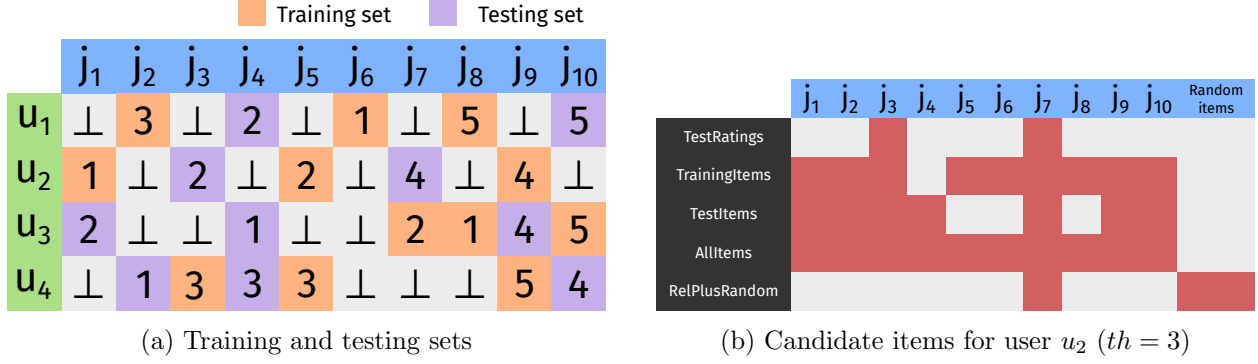 Training set Testing set
j1 j2 j3 j4 j5 j6 j7 j8 j9 j10
u1 ⊥ 3 ⊥ 2 ⊥ 1 ⊥ 5 ⊥ 5
u2 1 ⊥ 2 ⊥ 2 ⊥ 4 ⊥ 4 ⊥
u3 2 ⊥ ⊥ 1 ⊥ ⊥ 2 1 4 5
u4 ⊥ 1 3 3 3 ⊥ ⊥ ⊥ 5 4
(a) Training and testing sets
j1 j2 j3 j4 j5 j6 j7 j8 j9 j10 Random items
TestRatings
TrainingItems
TestItems
AllItems
RelPlusRandom
(b) Candidate items for user u2 (th = 3)